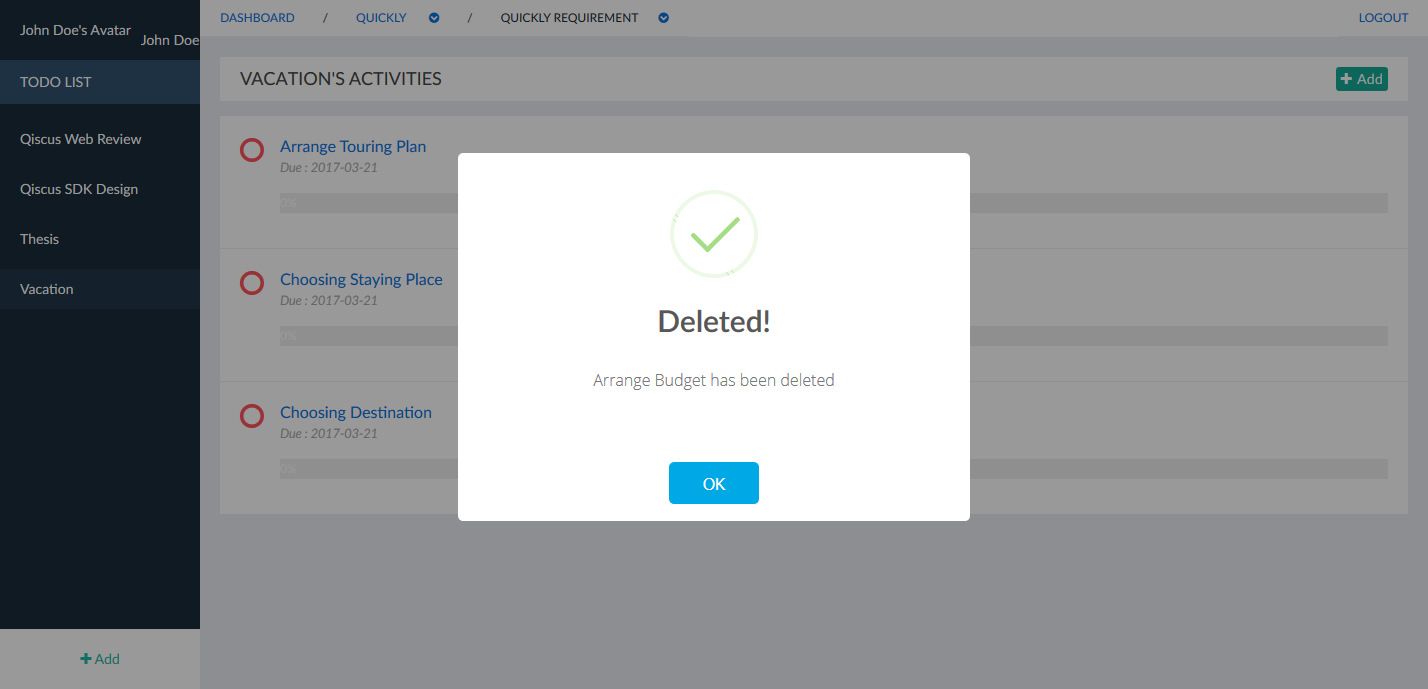 John Doe's Avatar
John Doe
TODO LIST
Qiscus Web Review
Qiscus SDK Design
Thesis
Vacation
Add
DASHBOARD / QUICKLY / QUICKLY REQUIREMENT
LOGOUT
VACATION'S ACTIVITIES
Add
Arrange Touring Plan
Due : 2017-03-21
0%
Choosing Staying Place
Due : 2017-03-21
0%
Choosing Destination
Due : 2017-03-21
0%
Deleted!
Arrange Budget has been deleted
OK